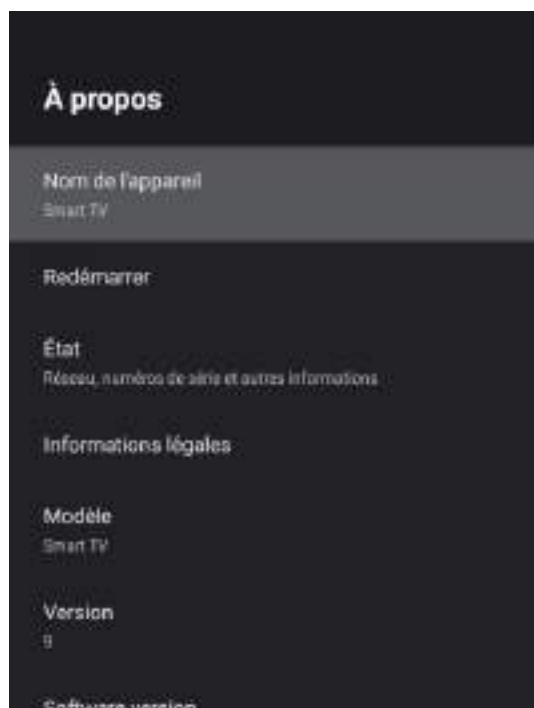 À propos
Nom de l'appareil
Smart TV
Redémarrer
État
Réseau, numéros de série et autres informations
Informations légales
Modèle
Smart TV
Version
9
Software version